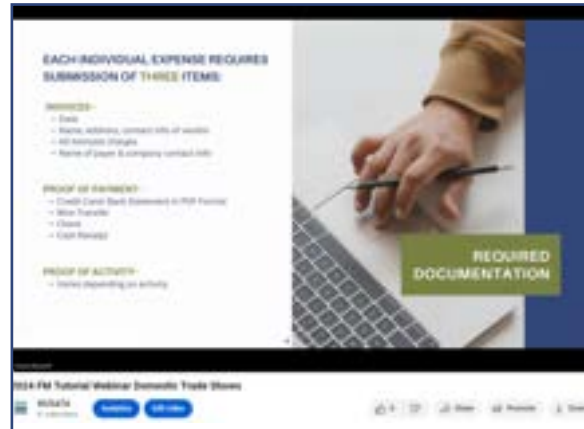 EACH INDIVIDUAL EXPENSE REQUIRES
SUBMISSION OF THREE ITEMS:
INVOICES -
- Date
- Name, address, contact info of vendor
- All itemized charges
- Name of payer & company contact info
PROOF OF PAYMENT -
- Credit Card/ Bank Statement in PDF Format
- Wire Transfer
- Check
- Cash Receipt
PROOF OF ACTIVITY -
- Varies depending on activity
REQUIRED
DOCUMENTATION
2024 FM Tutorial Webinar Domestic Trade Shows
Analytics
Edit video
Share
Promote